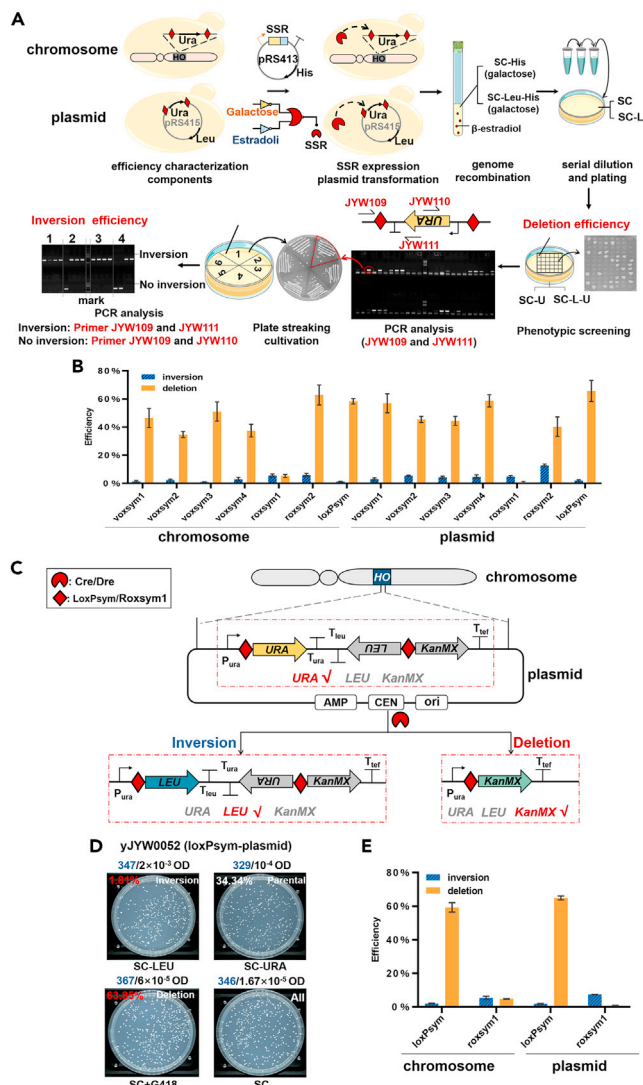 A
chromosome
Ura
HO
SSR
pRS413
His
Ura
HO
SC-His
(galactose)
SC-Leu-His
(galactose)
β-estradiol
SC
SC-L
plasmid
Ura
pRS415
Leu
Galactose
Estradoli
SSR
Ura
pRS415
Leu
efficiency characterization
components
SSR expression
plasmid transformation
genome
recombination
serial dilution
and plating
Inversion efficiency
1 2 3 4
Inversion
No inversion
mark
PCR analysis
Inversion: Primer JYW109 and JYW111
No inversion: Primer JYW109 and JYW110
1
2
3
4
5
6
Plate streaking
cultivation
JYW109
JYW110
URA
JYW111
PCR analysis
(JYW109 and JYW111)
Deletion efficiency
SC-U
SC-L-U
Phenotypic screening
B
inversion
deletion
Efficiency
80 %
60 %
40 %
20 %
0 %
voxsym1 voxsym2 voxsym3 voxsym4 roxsym1 roxsym2 loxPsym voxsym1 voxsym2 voxsym3 voxsym4 roxsym1 roxsym2 loxPsym
chromosome plasmid
C
: Cre/Dre
: LoxPsym/Roxsym1
HO
chromosome
Pura
URA
Tura
Tleu
LEU
KanMX
Ttef
URA √ LEU KanMX
plasmid
AMP CEN ori
Inversion
Deletion
Pura
LEU
Tleu
Tura
URA
KanMX
Ttef
URA LEU √ KanMX
Pura
KanMX
Ttef
URA LEU KanMX √
D
yJYW0052 (loxPsym-plasmid)
347/2×10-3 OD
329/10-4 OD
1.81% Inversion
34.34% Parental
SC-LEU
SC-URA
367/6×10-5 OD
346/1.67×10-5 OD
63.85% Deletion
All
SC+G418
SC
E
inversion
deletion
Efficiency
80 %
60 %
40 %
20 %
0 %
loxPsym roxsym1 loxPsym roxsym1
chromosome plasmid